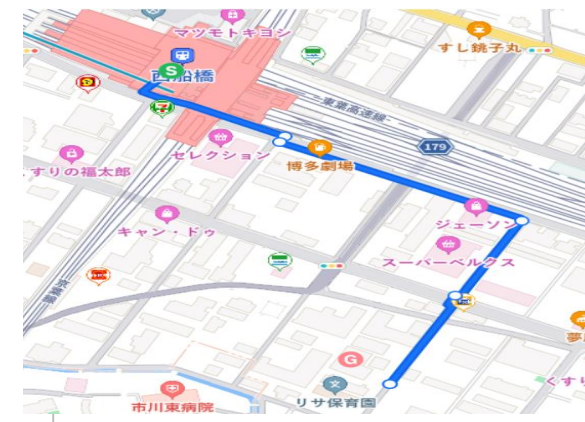 マツモトキヨシ
すし銚子丸
西船橋
S
東葉高速線
179
セレクション
博多劇場
くすりの福太郎
ジェーソン
キャン・ドゥ
スーパーベルクス
京葉線
G
夢
くすり
リサ保育園
市川東病院